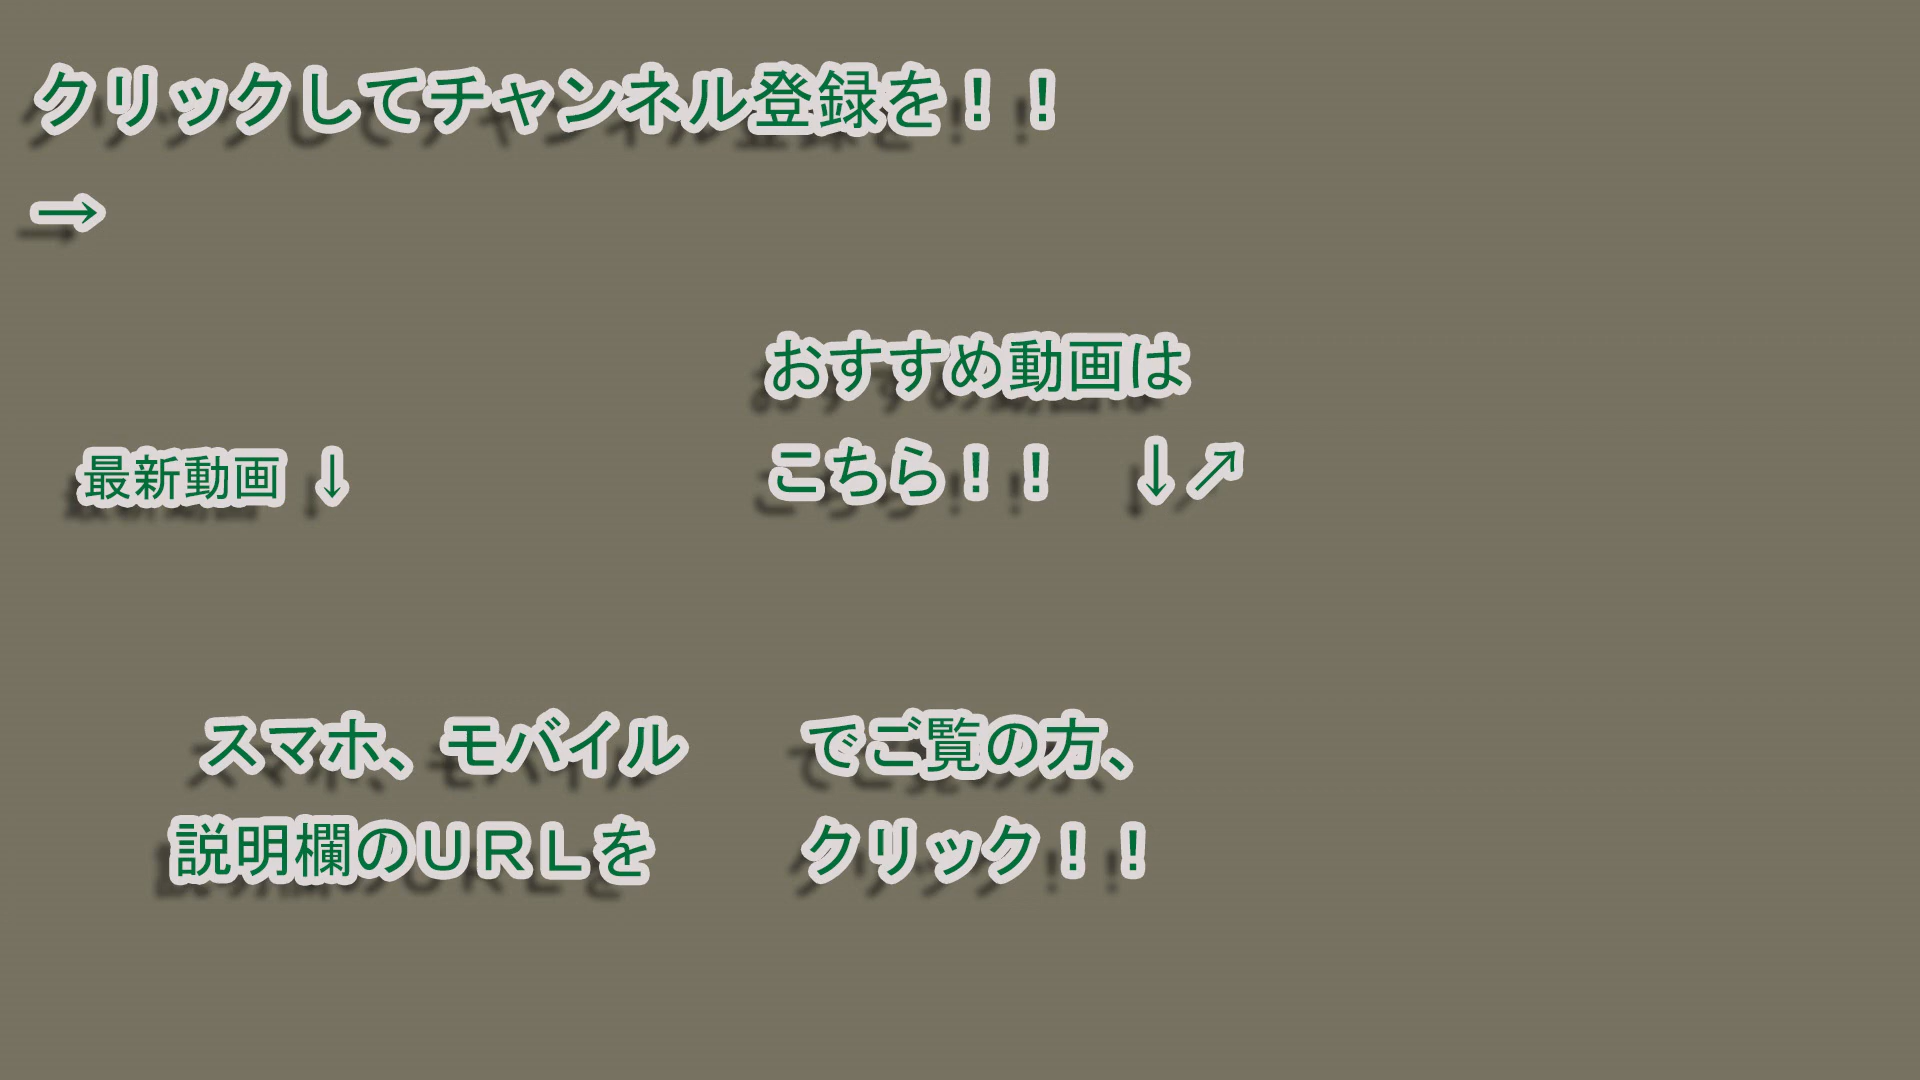 クリックしてチャンネル登録を！！
→
おすすめ動画は
こちら！！　↓↗
最新動画 ↓
スマホ、モバイル　でご覧の方、
説明欄のＵＲＬを　クリック！！